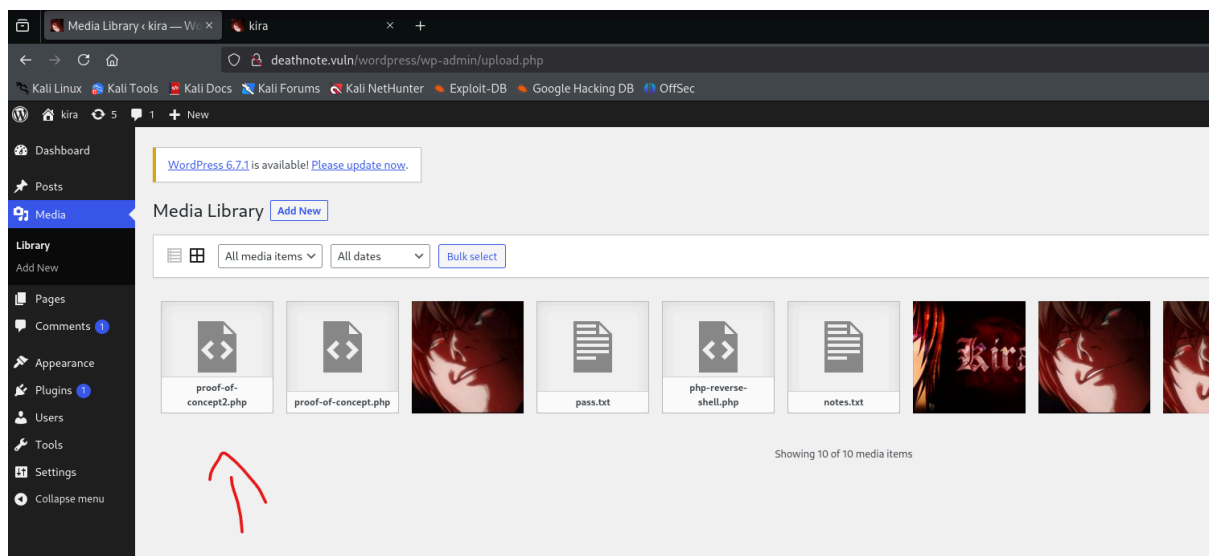 Media Library ‹ kira — Wo
kira
deathnote.vuln/wordpress/wp-admin/upload.php
Kali Linux Kali Tools Kali Docs Kali Forums Kali NetHunter Exploit-DB Google Hacking DB OffSec
kira 5 1 + New
Dashboard
Posts
Media
Library
Add New
Pages
Comments 1
Appearance
Plugins 1
Users
Tools
Settings
Collapse menu
WordPress 6.7.1 is available! Please update now.
Media Library Add New
All media items All dates Bulk select
proof-of-
concept2.php
proof-of-concept.php
pass.txt
php-reverse-
shell.php
notes.txt
Kira
Showing 10 of 10 media items